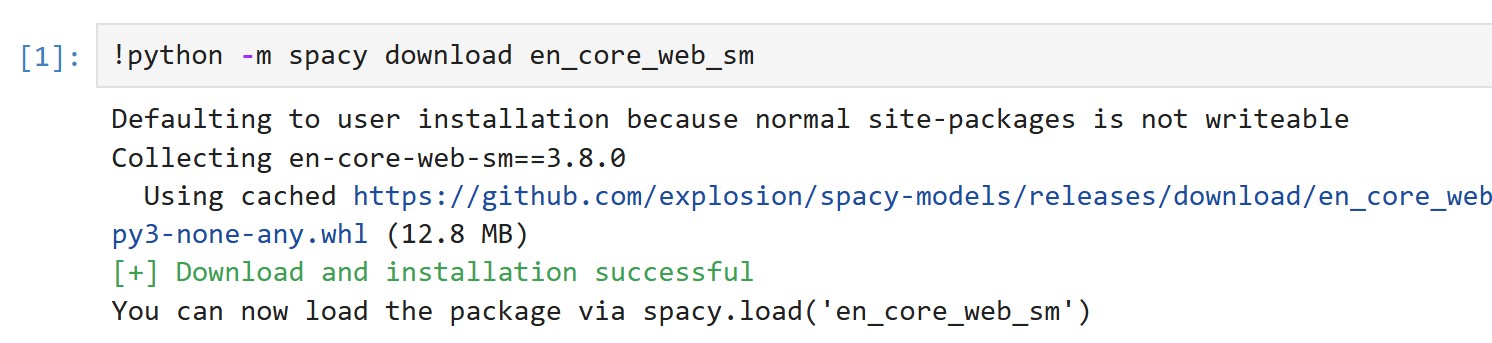 [1]: !python -m spacy download en_core_web_sm
Defaulting to user installation because normal site-packages is not writeable
Collecting en-core-web-sm==3.8.0
  Using cached https://github.com/explosion/spacy-models/releases/download/en_core_web
py3-none-any.whl (12.8 MB)
[+] Download and installation successful
You can now load the package via spacy.load('en_core_web_sm')